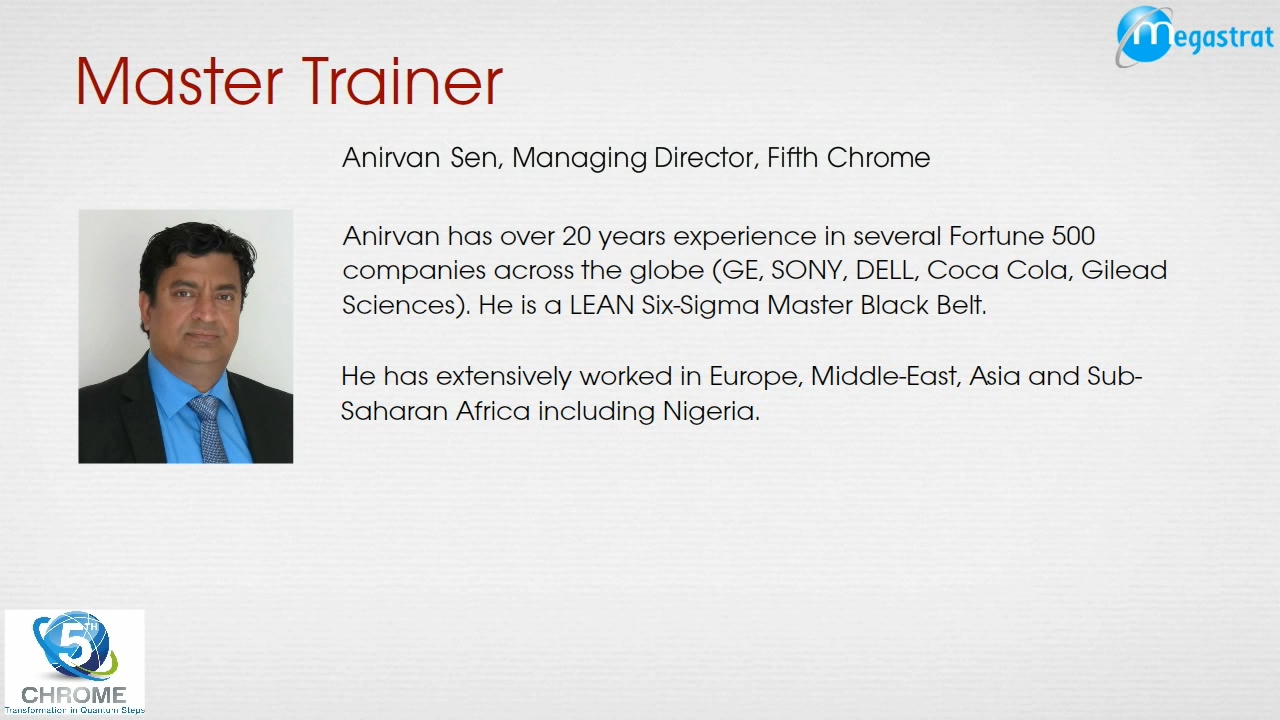 megastrat
Master Trainer
Anirvan Sen, Managing Director, Fifth Chrome
Anirvan has over 20 years experience in several Fortune 500
companies across the globe (GE, SONY, DELL, Coca Cola, Gilead
Sciences). He is a LEAN Six-Sigma Master Black Belt.
He has extensively worked in Europe, Middle-East, Asia and Sub-
Saharan Africa including Nigeria.
5TH
CHROME
Transformation in Quantum Steps